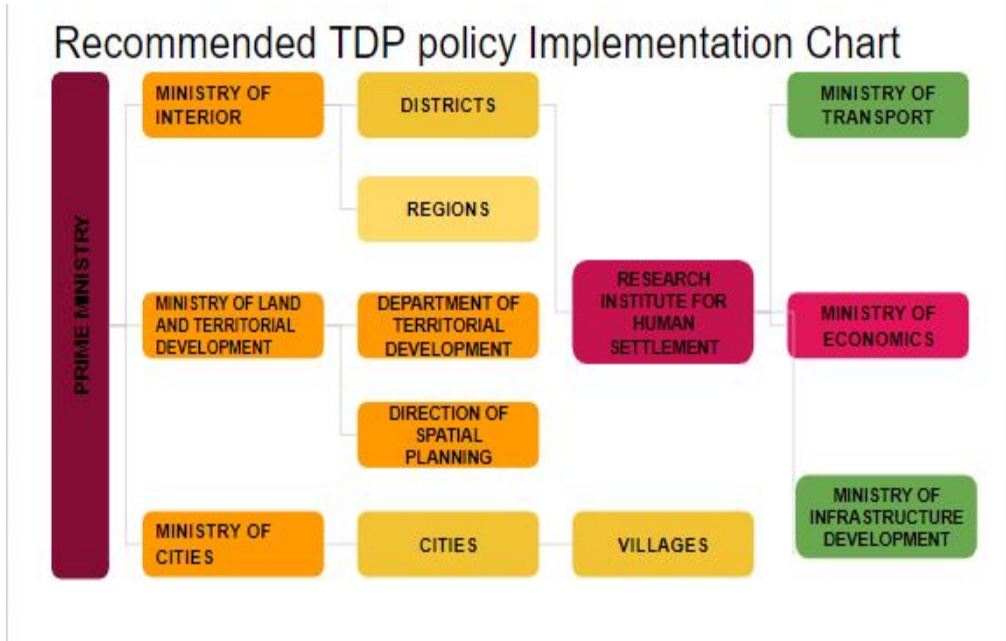 Recommended TDP policy Implementation Chart
PRIME MINISTRY
MINISTRY OF
INTERIOR
DISTRICTS
REGIONS
MINISTRY OF
TRANSPORT
MINISTRY OF LAND
AND TERRITORIAL
DEVELOPMENT
DEPARTMENT OF
TERRITORIAL
DEVELOPMENT
DIRECTION OF
SPATIAL
PLANNING
RESEARCH
INSTITUTE FOR
HUMAN
SETTLEMENT
MINISTRY OF
ECONOMICS
MINISTRY OF
INFRASTRUCTURE
DEVELOPMENT
MINISTRY OF
CITIES
CITIES
VILLAGES